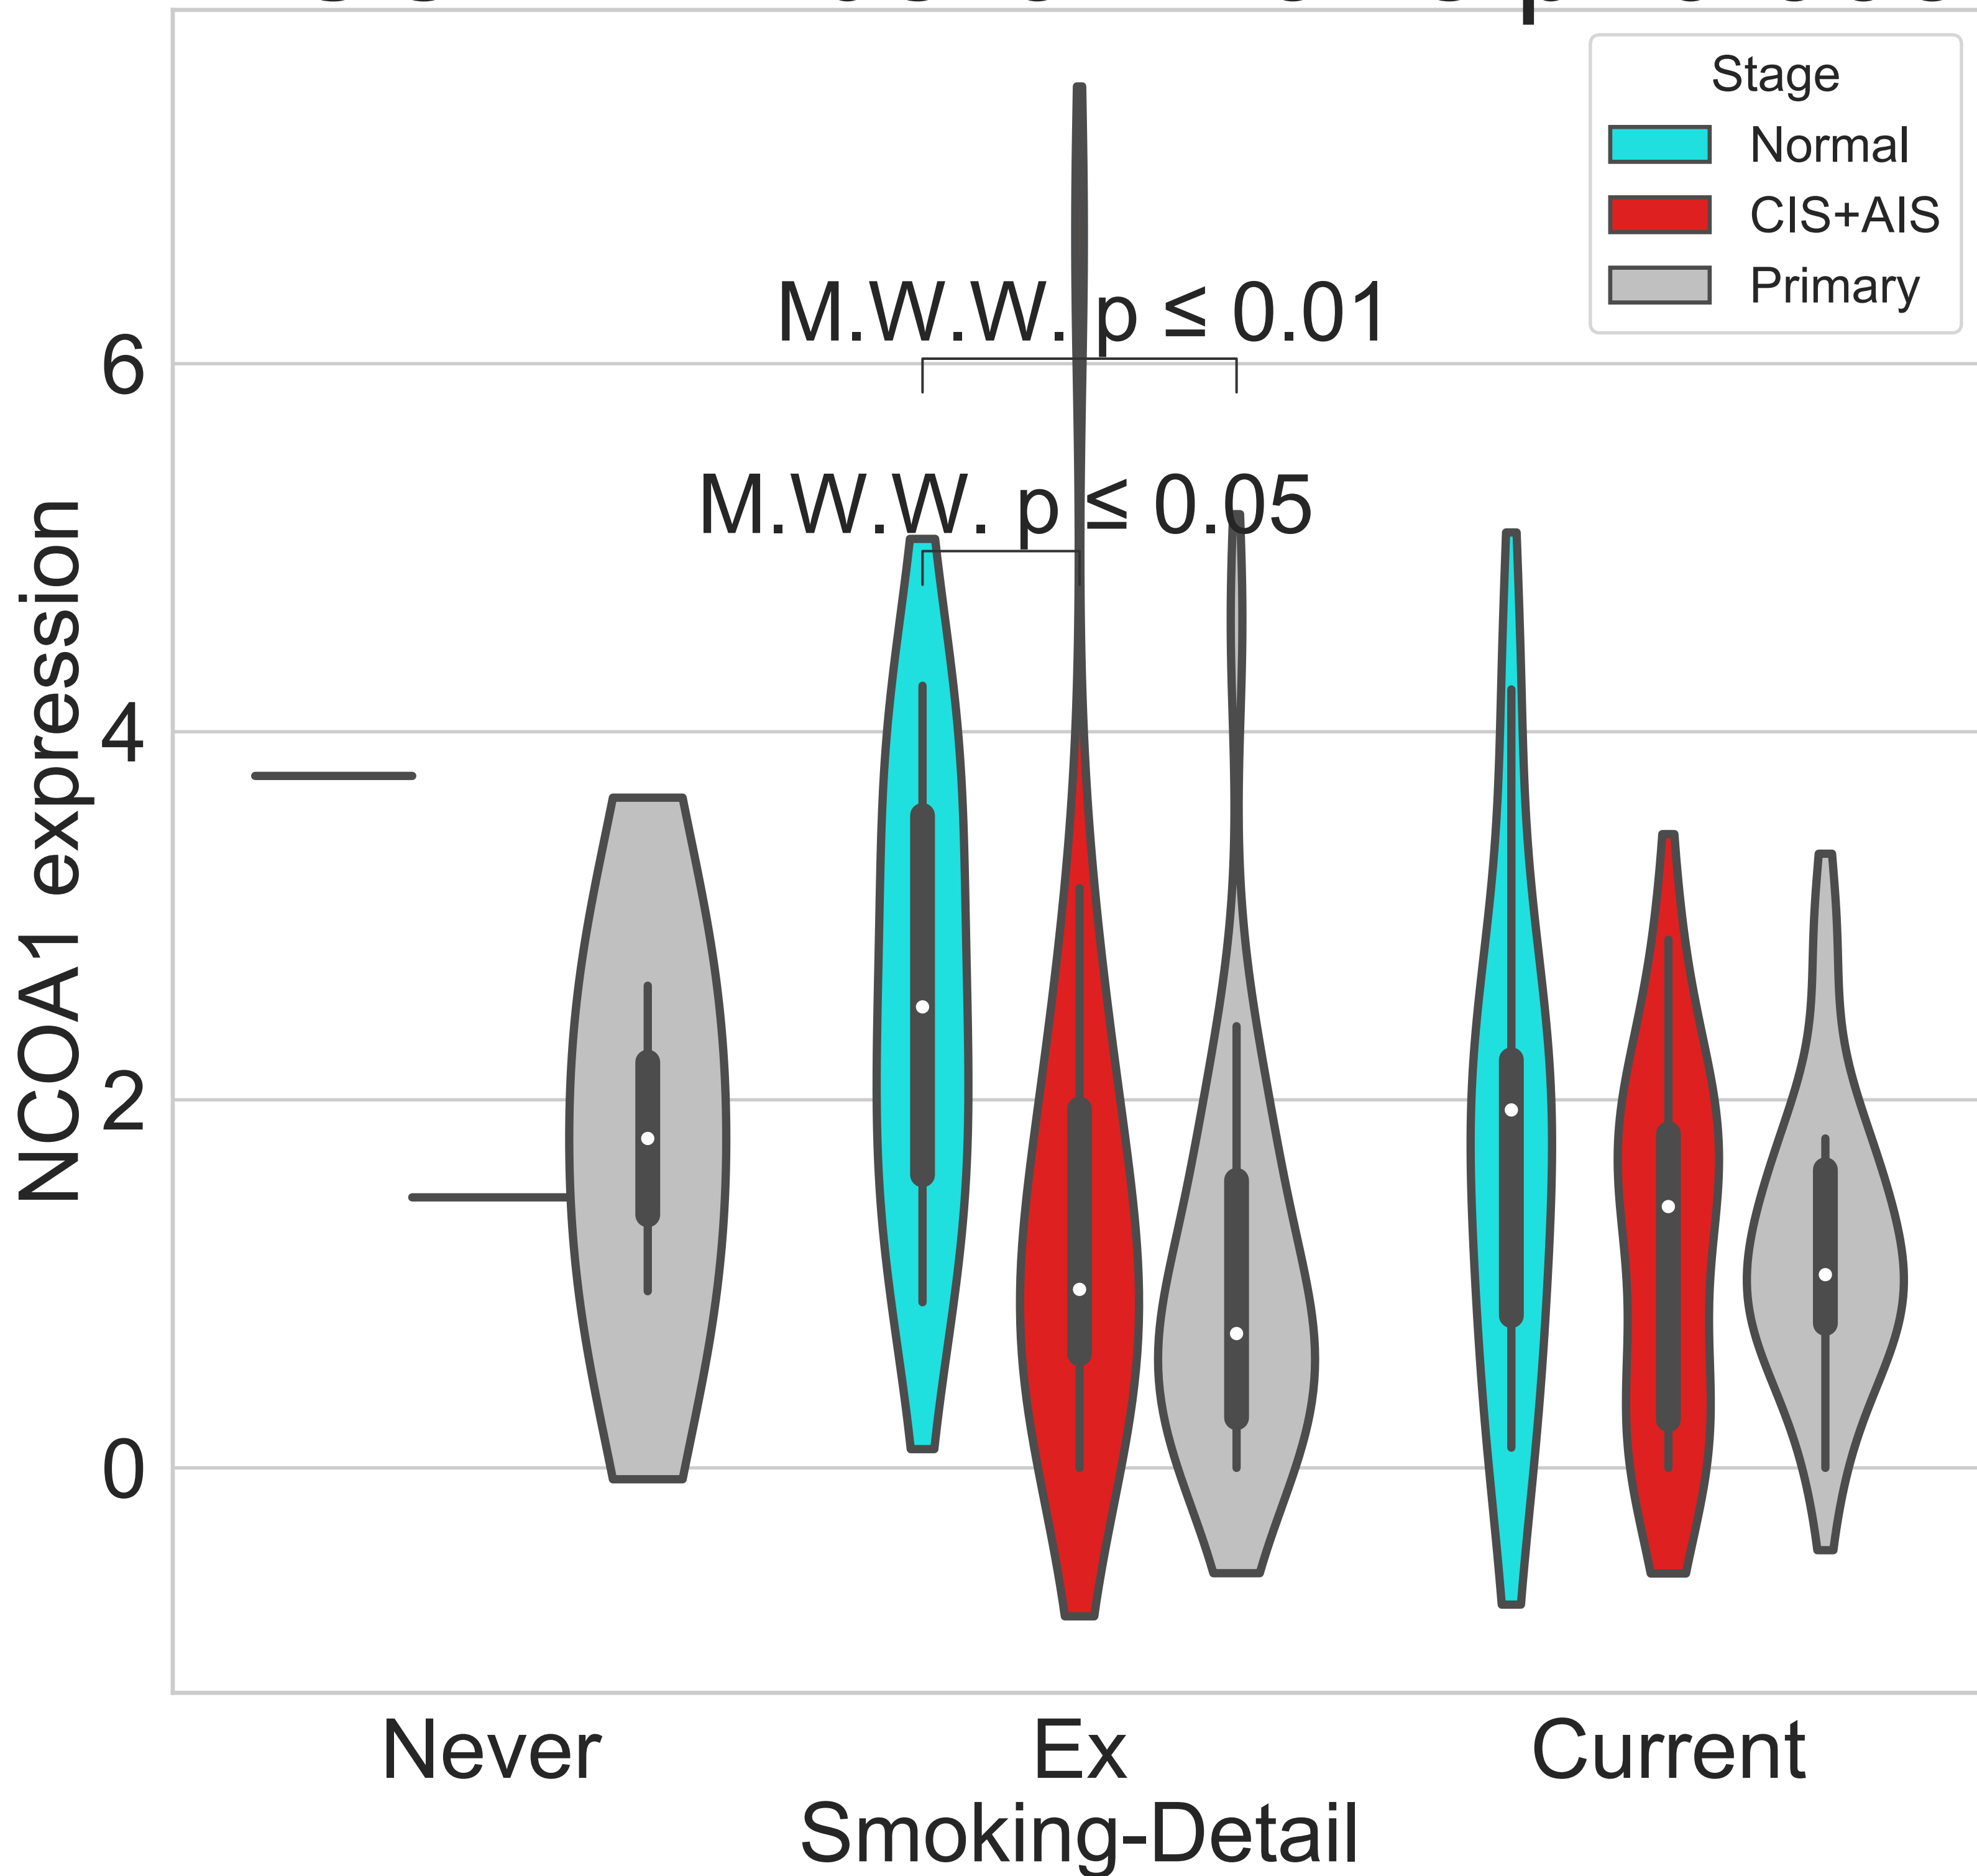 Stage
Normal
CIS+AIS
Primary
M.W.W. p ≤ 0.01
M.W.W. p ≤ 0.05
6
4
2
0
NCOA1 expression
Never
Ex
Current
Smoking-Detail